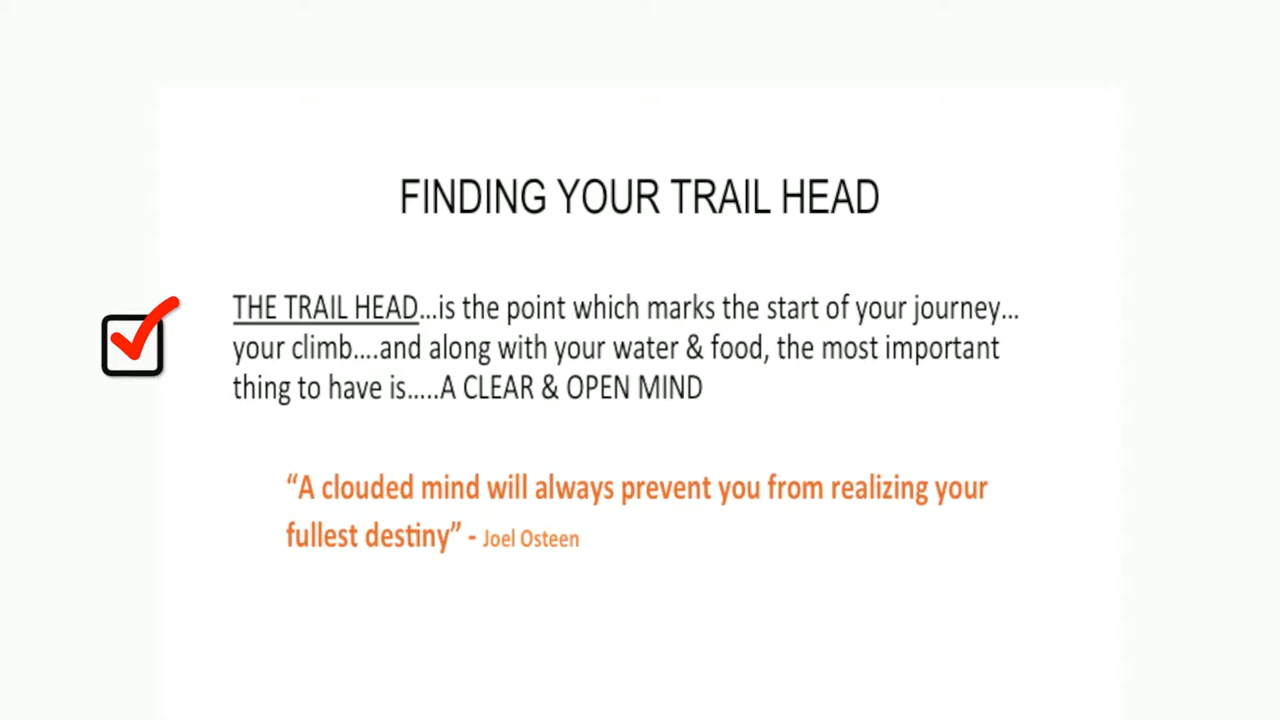 FINDING YOUR TRAIL HEAD
THE TRAIL HEAD...is the point which marks the start of your journey...
your climb....and along with your water & food, the most important
thing to have is.....A CLEAR & OPEN MIND
“A clouded mind will always prevent you from realizing your
fullest destiny” - Joel Osteen